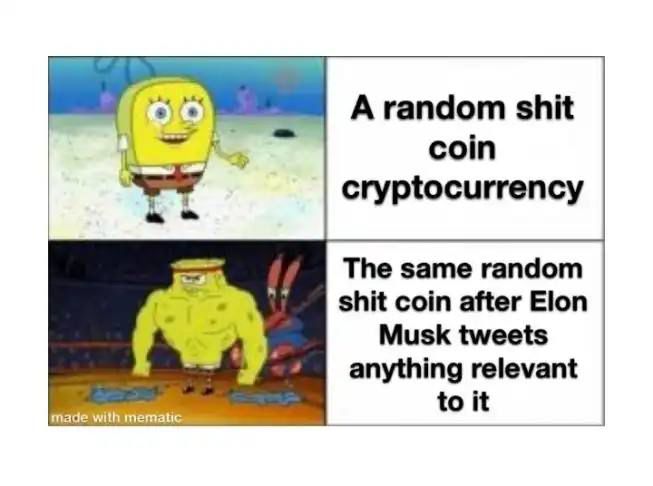 A random shit
coin
cryptocurrency
The same random
shit coin after Elon
Musk tweets
anything relevant
to it
made with mematic